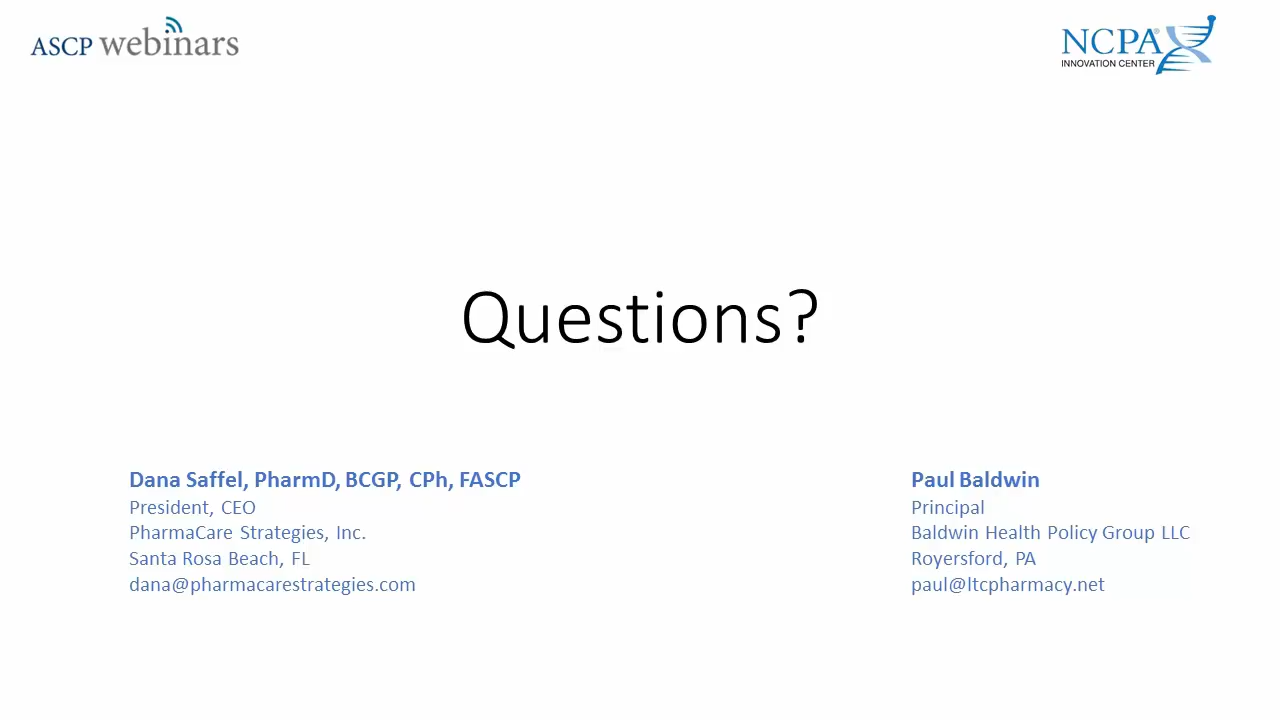 ASCP webinars
NCPA®
INNOVATION CENTER
Questions?
Dana Saffel, PharmD, BCGP, CPh, FASCP
President, CEO
PharmaCare Strategies, Inc.
Santa Rosa Beach, FL
dana@pharmacarestrategies.com
Paul Baldwin
Principal
Baldwin Health Policy Group LLC
Royersford, PA
paul@ltcpharmacy.net